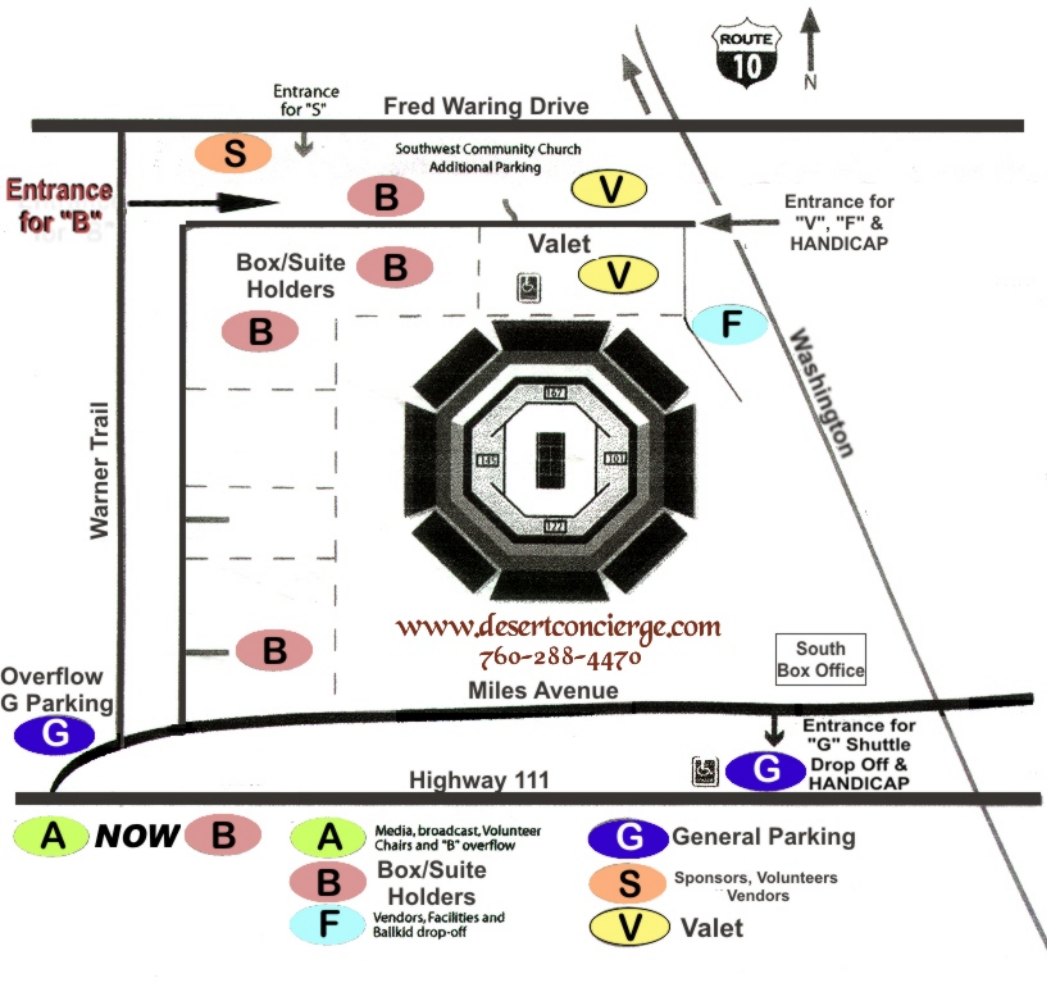 ROUTE
10
N
Entrance
for "S"
Fred Waring Drive
S
Southwest Community Church
Additional Parking
Entrance
for "B"
B
V
Entrance for
"V", "F" &
HANDICAP
Valet
Box/Suite
Holders
B
V
B
F
Washington
Warner Trail
167
145
101
122
www.desertconcierge.com
760-288-4470
B
South
Box Office
Overflow
G Parking
G
Miles Avenue
Entrance for
"G" Shuttle
Drop Off &
HANDICAP
G
Highway 111
A NOW B
A
Media, broadcast, Volunteer
Chairs and "B" overflow
B
Box/Suite
Holders
F
Vendors, Facilities and
Ballkid drop-off
G General Parking
S
Sponsors, Volunteers
Vendors
V Valet